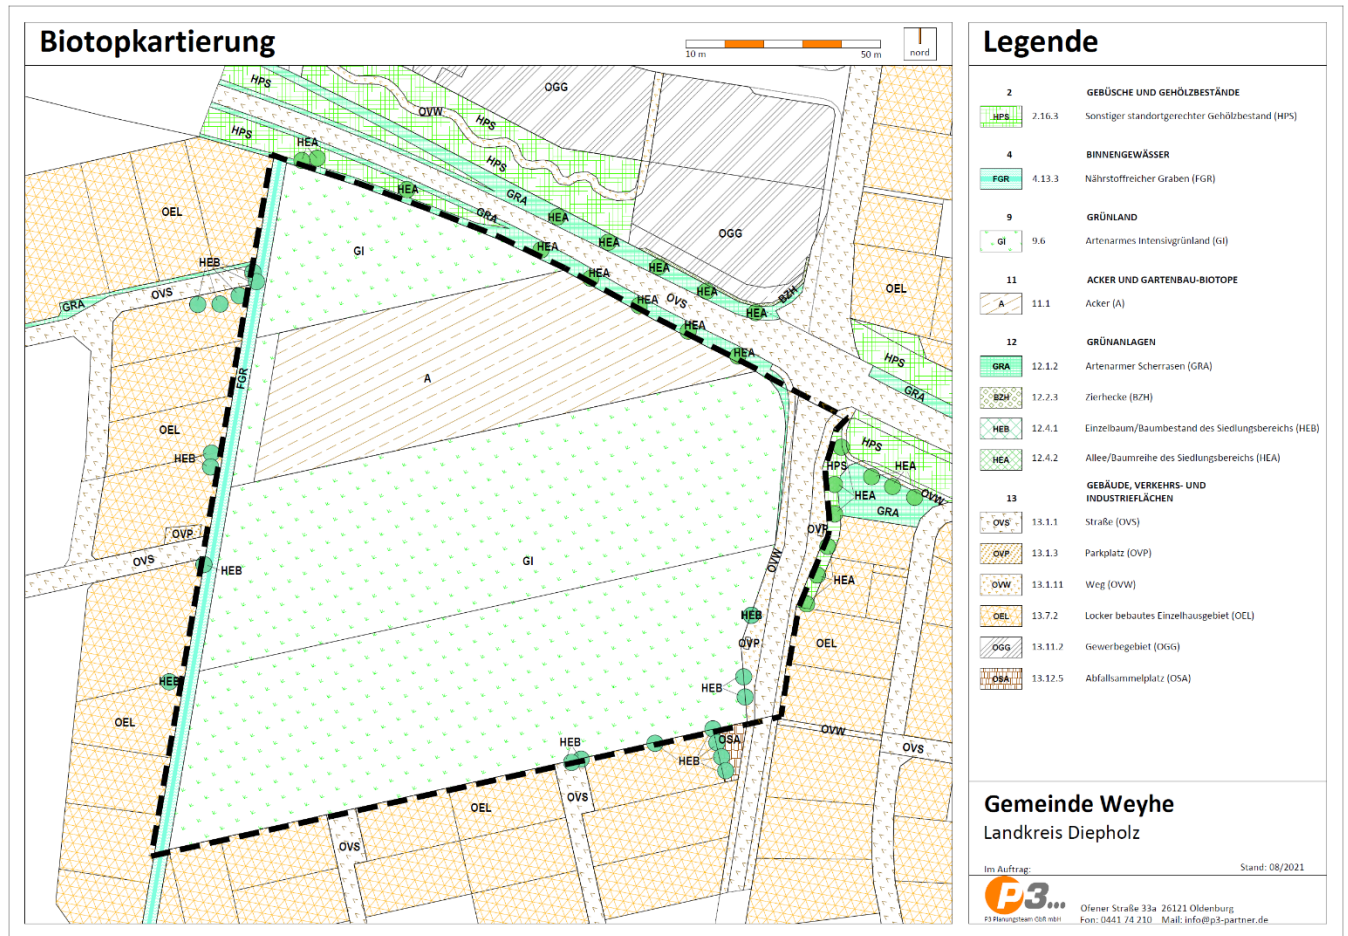 Biotopkartierung
10 m
50 m
nord
HPS
OGG
OVW
HPS
HPS
HEA
HPS
OEL
HEA
GRA
GRA
HEA
OGG
GI
HEA
HEB
HEA
HEA
OVS
GRA
HEA
BZH
OEL
HEA
OVS
HEA
HEA
HEA
HPS
FGR
A
GRA
OEL
HEB
HPS
HPS
HEA
HEA
OVW
GRA
OVP
OVP
OVS
HEB
GI
OVW
HEA
HEB
OVP
OEL
HEB
HEB
OEL
OVW
OVS
HEB
OSA
HEB
OVS
OEL
OVS
Legende
2 GEBÜSCHE UND GEHÖLZBESTÄNDE
HPS 2.16.3 Sonstiger standortgerechter Gehölzbestand (HPS)
4 BINNENGEWÄSSER
FGR 4.13.3 Nährstoffreicher Graben (FGR)
9 GRÜNLAND
GI 9.6 Artenarmes Intensivgrünland (GI)
11 ACKER UND GARTENBAU-BIOTOPE
A 11.1 Acker (A)
12 GRÜNANLAGEN
GRA 12.1.2 Artenarmer Scherrasen (GRA)
BZH 12.2.3 Zierhecke (BZH)
HEB 12.4.1 Einzelbaum/Baumbestand des Siedlungsbereichs (HEB)
HEA 12.4.2 Allee/Baumreihe des Siedlungsbereichs (HEA)
13 GEBÄUDE, VERKEHRS- UND
INDUSTRIEFLÄCHEN
OVS 13.1.1 Straße (OVS)
OVP 13.1.3 Parkplatz (OVP)
OVW 13.1.11 Weg (OVW)
OEL 13.7.2 Locker bebautes Einzelhausgebiet (OEL)
OGG 13.11.2 Gewerbegebiet (OGG)
OSA 13.12.5 Abfallsammelplatz (OSA)
Gemeinde Weyhe
Landkreis Diepholz
Im Auftrag:
Stand: 08/2021
P3...
P3 Planungsteam GbR mbH
Ofener Straße 33a 26121 Oldenburg
Fon: 0441 74 210 Mail: info@p3-partner.de